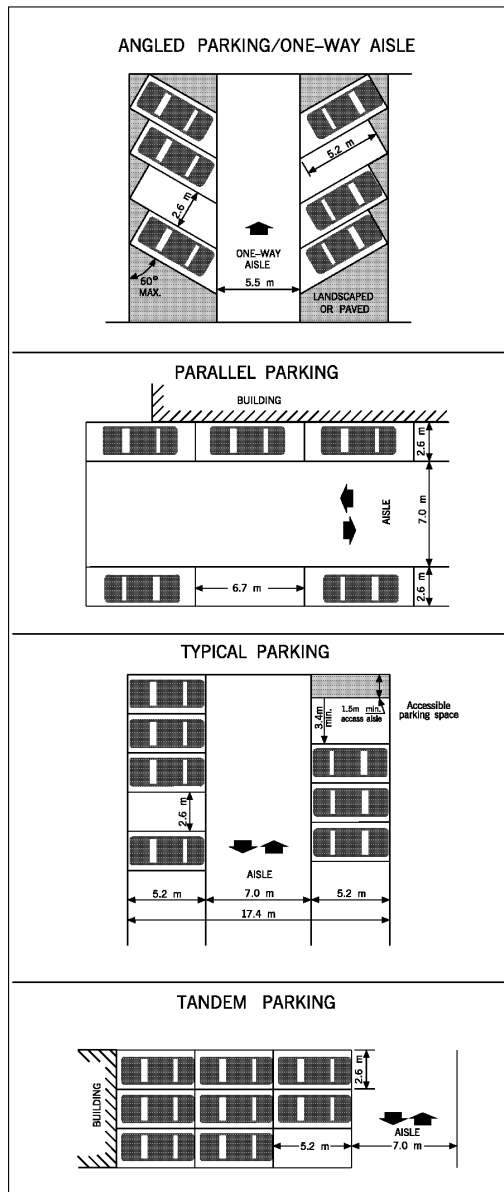 ANGLED PARKING/ONE–WAY AISLE
5.2 m
2.6 m
ONE–WAY
AISLE
60°
MAX.
5.5 m
LANDSCAPED
OR PAVED
PARALLEL PARKING
BUILDING
2.6 m
AISLE
7.0 m
6.7 m
2.6 m
TYPICAL PARKING
3.4m
min.
1.5m min.
access aisle
Accessible
parking space
2.6 m
AISLE
5.2 m
7.0 m
5.2 m
17.4 m
TANDEM PARKING
BUILDING
2.6 m
AISLE
5.2 m
7.0 m